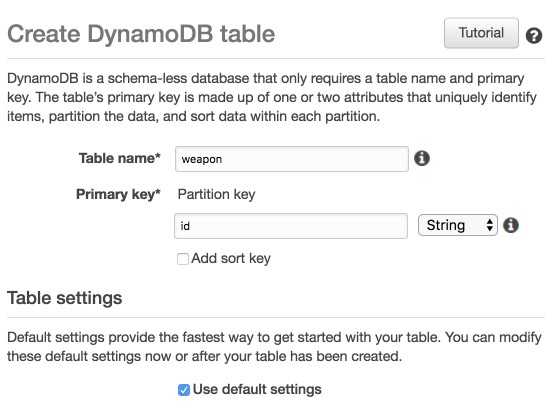 Create DynamoDB table
Tutorial
DynamoDB is a schema-less database that only requires a table name and primary
key. The table's primary key is made up of one or two attributes that uniquely identify
items, partition the data, and sort data within each partition.
Table name* weapon
Primary key* Partition key
id String
Add sort key
Table settings
Default settings provide the fastest way to get started with your table. You can modify
these default settings now or after your table has been created.
Use default settings